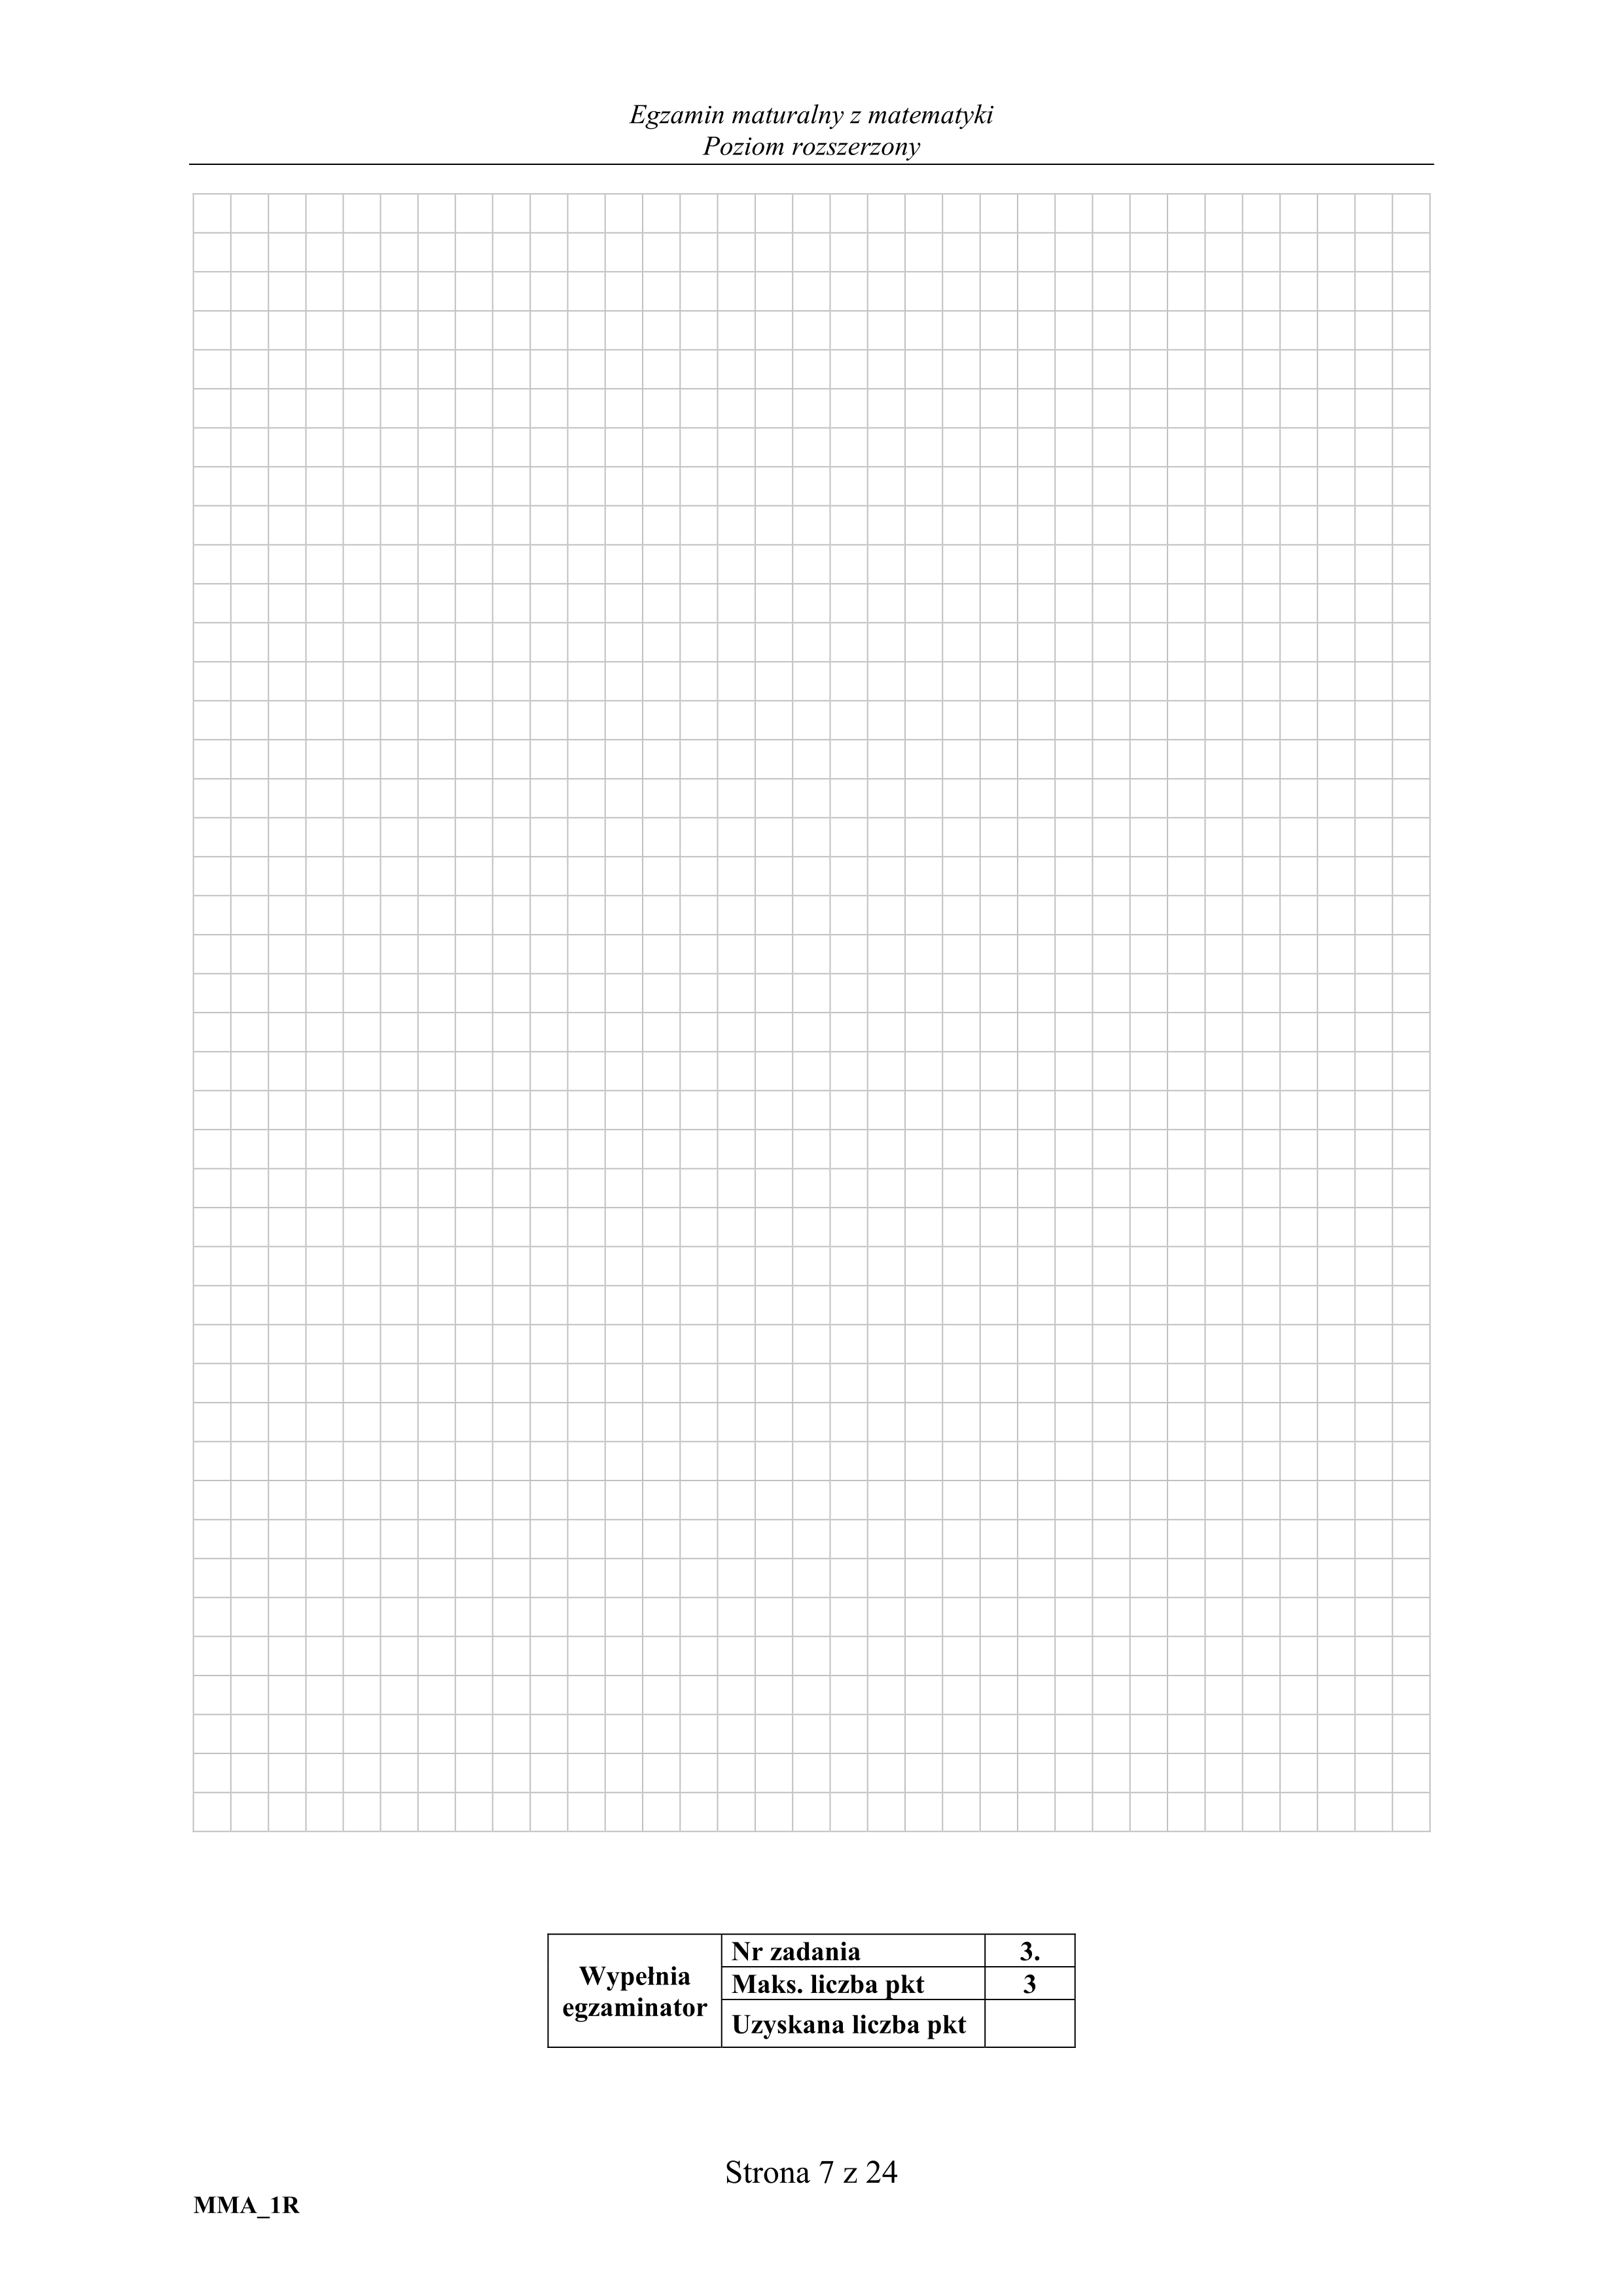 Egzamin maturalny z matematyki
Poziom rozszerzony
Wypełnia
egzaminator
Nr zadania 3.
Maks. liczba pkt 3
Uzyskana liczba pkt
Strona 7 z 24
MMA_1R